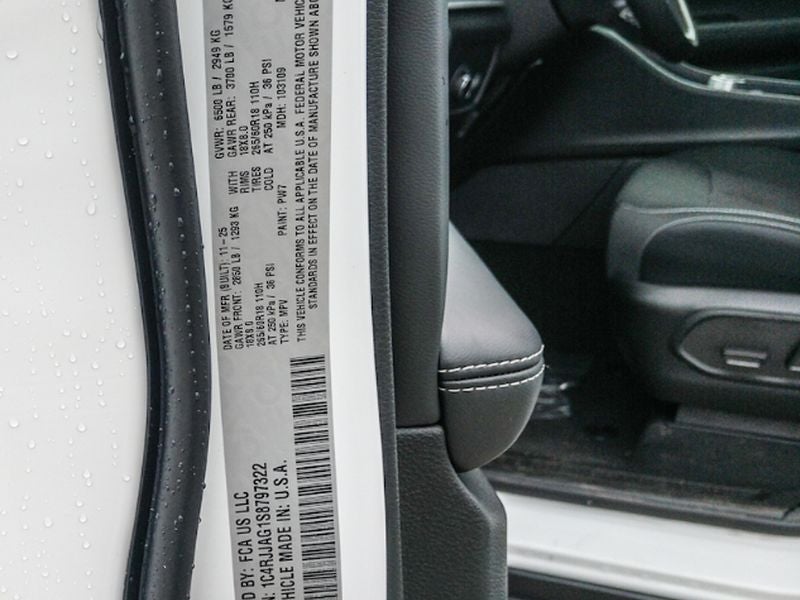 D BY: FCA US LLC
DATE OF MFR (BUILT): 11-25
GVWR: 6500 LB / 2949 KG
GAWR FRONT: 2850 LB / 1293 KG WITH
GAWR REAR: 3700 LB / 1679 KG
18X8.0 RIMS 18X8.0
265/60R18 110H TIRES 265/60R18 110H
AT 250 kPa / 36 PSI COLD AT 250 kPa / 36 PSI
TYPE: MPV PAINT: PW7 MDH: 103109
THIS VEHICLE CONFORMS TO ALL APPLICABLE U.S.A. FEDERAL MOTOR VEHIC
STANDARDS IN EFFECT ON THE DATE OF MANUFACTURE SHOWN ABO
N: 1C4RJJAG1S8797322
EHICLE MADE IN: U.S.A.